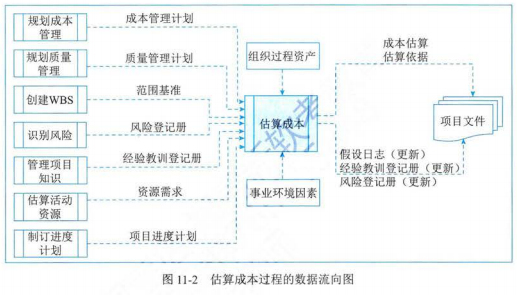 规划成本
管理
成本管理计划
规划质量
管理
质量管理计划
创建WBS
范围基准
识别风险
风险登记册
管理项目
知识
经验教训登记册
估算活动
资源
资源需求
制订进度
计划
项目进度计划
组织过程资产
估算成本
事业环境因素
成本估算
估算依据
项目文件
假设日志（更新）
经验教训登记册（更新）
风险登记册（更新）
图 11-2 估算成本过程的数据流向图